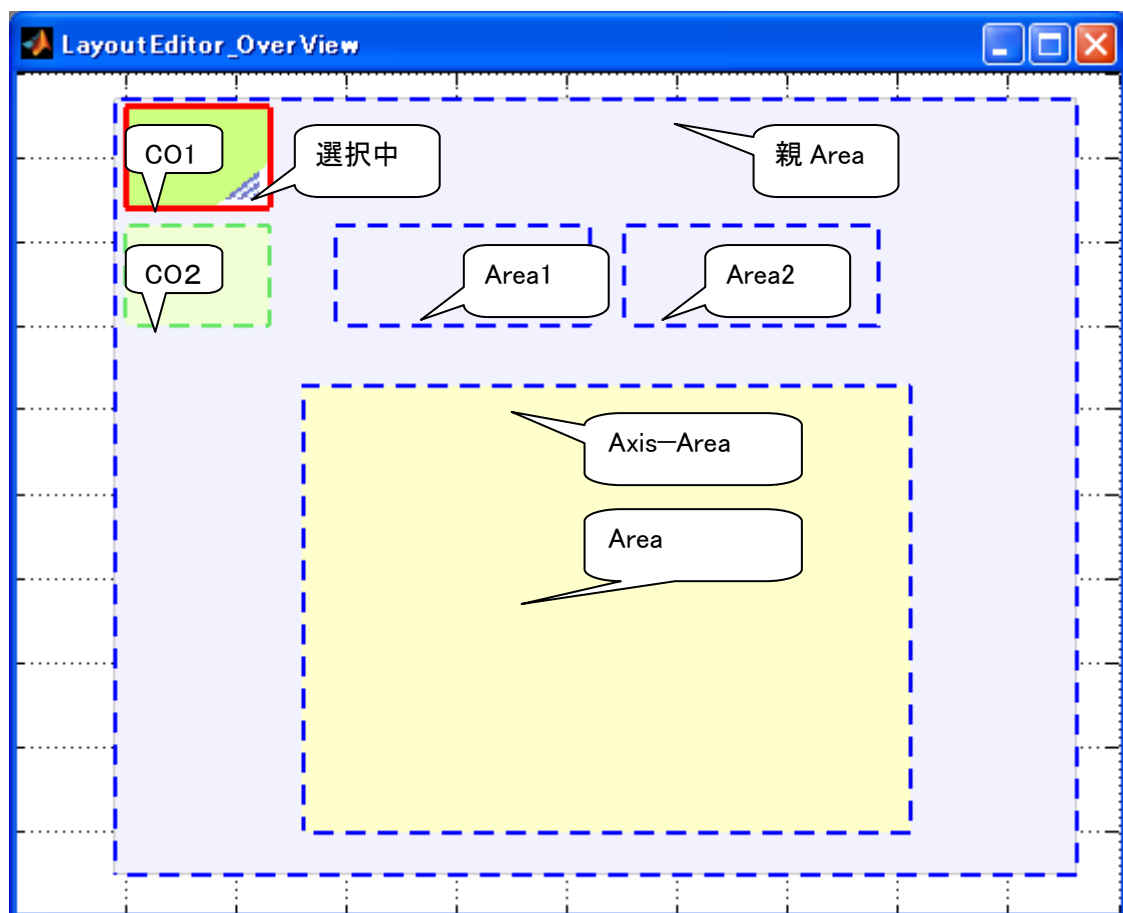 LayoutEditor_OverView
CO1
選択中
親 Area
CO2
Area1
Area2
Axis―Area
Area